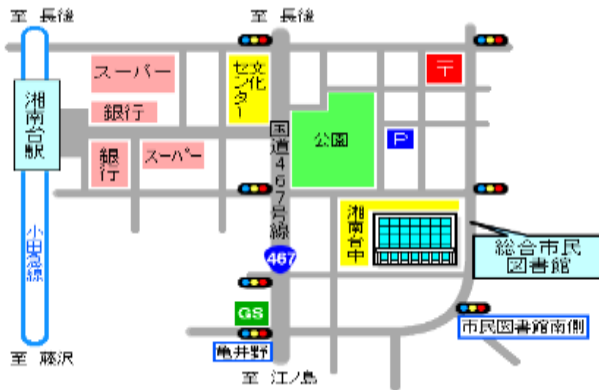 至 長後
至 長後
スーパー
文化
センター
〒
湘南台駅
銀行
国道467号線
公園
P
銀行
スーパー
湘南台中
小田急線
総合市民
図書館
467
GS
市民図書館南側
亀井野
至 藤沢
至 江ノ島